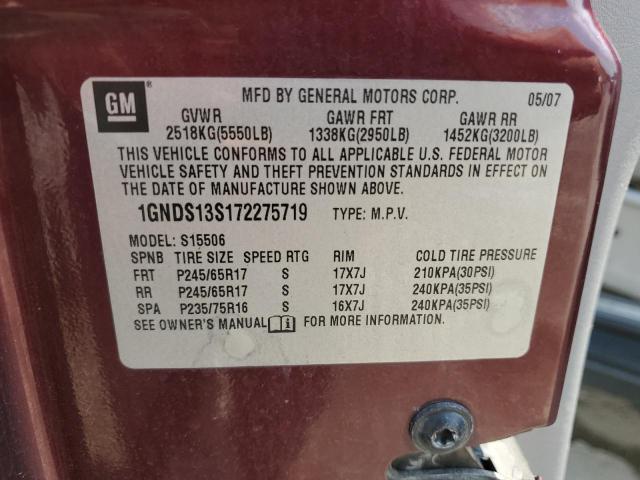 GM ®
MFD BY GENERAL MOTORS CORP. 05/07
GVWR GAWR FRT GAWR RR
2518KG(5550LB) 1338KG(2950LB) 1452KG(3200LB)
THIS VEHICLE CONFORMS TO ALL APPLICABLE U.S. FEDERAL MOTOR
VEHICLE SAFETY AND THEFT PREVENTION STANDARDS IN EFFECT ON
THE DATE OF MANUFACTURE SHOWN ABOVE.
1GNDS13S172275719 TYPE: M.P.V.
MODEL: S15506
SPNB TIRE SIZE SPEED RTG RIM COLD TIRE PRESSURE
FRT P245/65R17 S 17X7J 210KPA(30PSI)
RR P245/65R17 S 17X7J 240KPA(35PSI)
SPA P235/75R16 S 16X7J 240KPA(35PSI)
SEE OWNER'S MANUAL i FOR MORE INFORMATION.